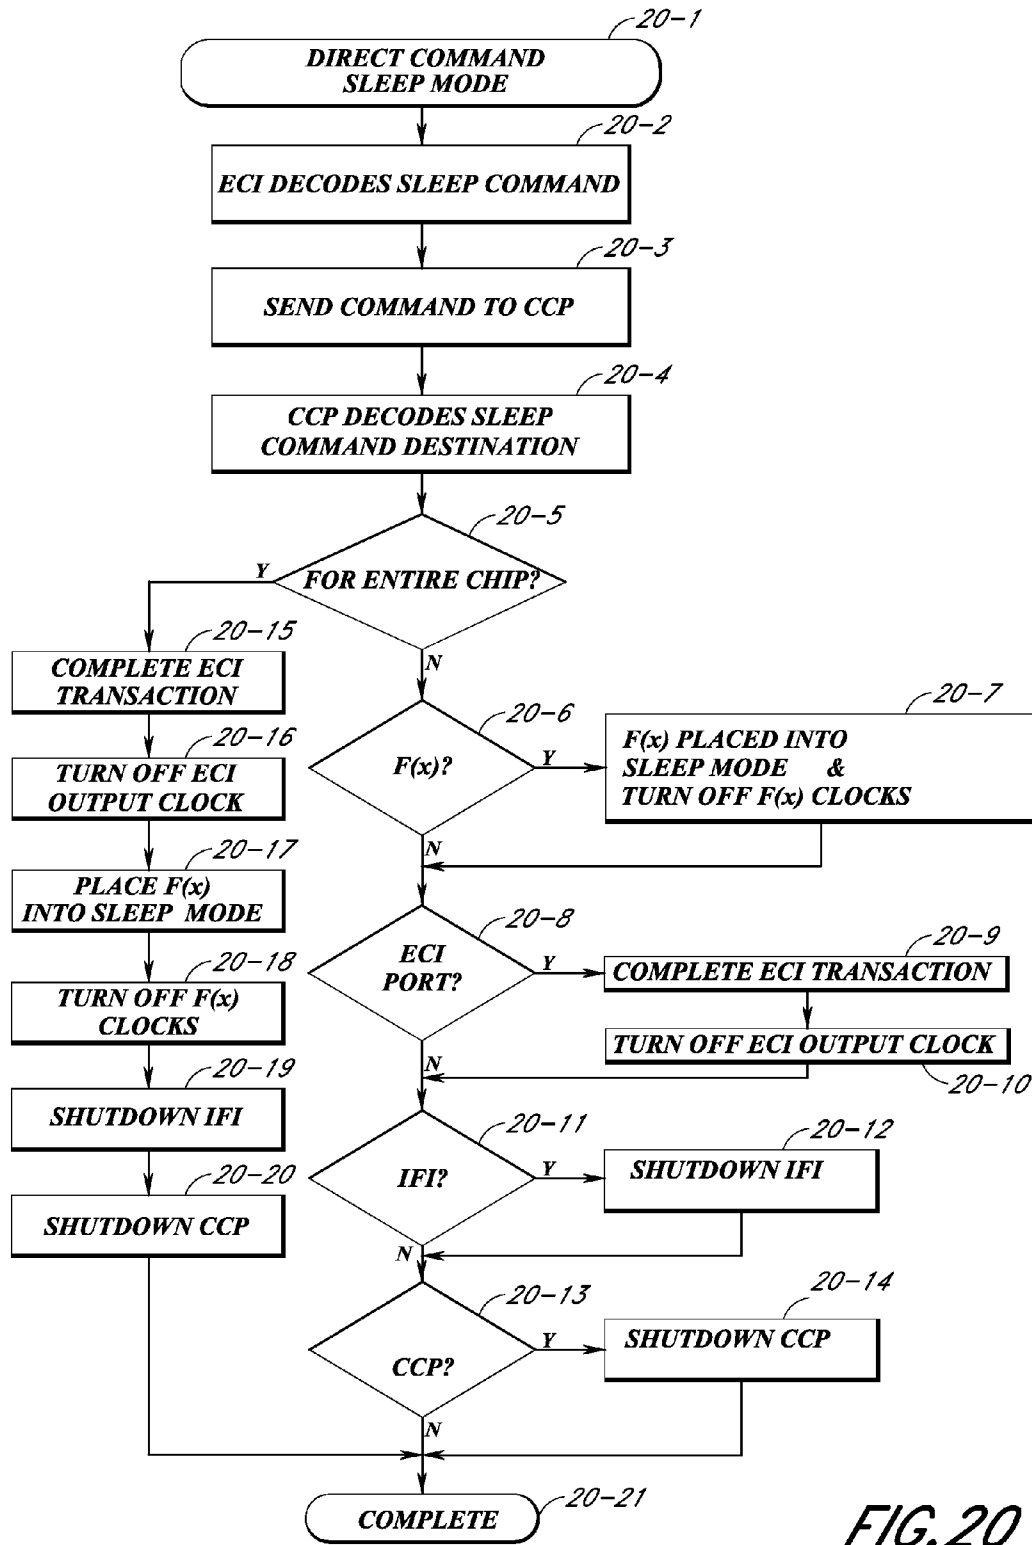 20-1
DIRECT COMMAND
SLEEP MODE
20-2
ECI DECODES SLEEP COMMAND
20-3
SEND COMMAND TO CCP
20-4
CCP DECODES SLEEP
COMMAND DESTINATION
20-5
FOR ENTIRE CHIP?
Y
N
20-15
COMPLETE ECI
TRANSACTION
20-16
TURN OFF ECI
OUTPUT CLOCK
20-17
PLACE F(x)
INTO SLEEP MODE
20-18
TURN OFF F(x)
CLOCKS
20-19
SHUTDOWN IFI
20-20
SHUTDOWN CCP
20-6
F(x)?
Y
N
20-7
F(x) PLACED INTO
SLEEP MODE &
TURN OFF F(x) CLOCKS
20-8
ECI
PORT?
Y
N
20-9
COMPLETE ECI TRANSACTION
TURN OFF ECI OUTPUT CLOCK
20-10
20-11
IFI?
Y
N
20-12
SHUTDOWN IFI
20-13
CCP?
Y
N
20-14
SHUTDOWN CCP
COMPLETE
20-21
FIG.20